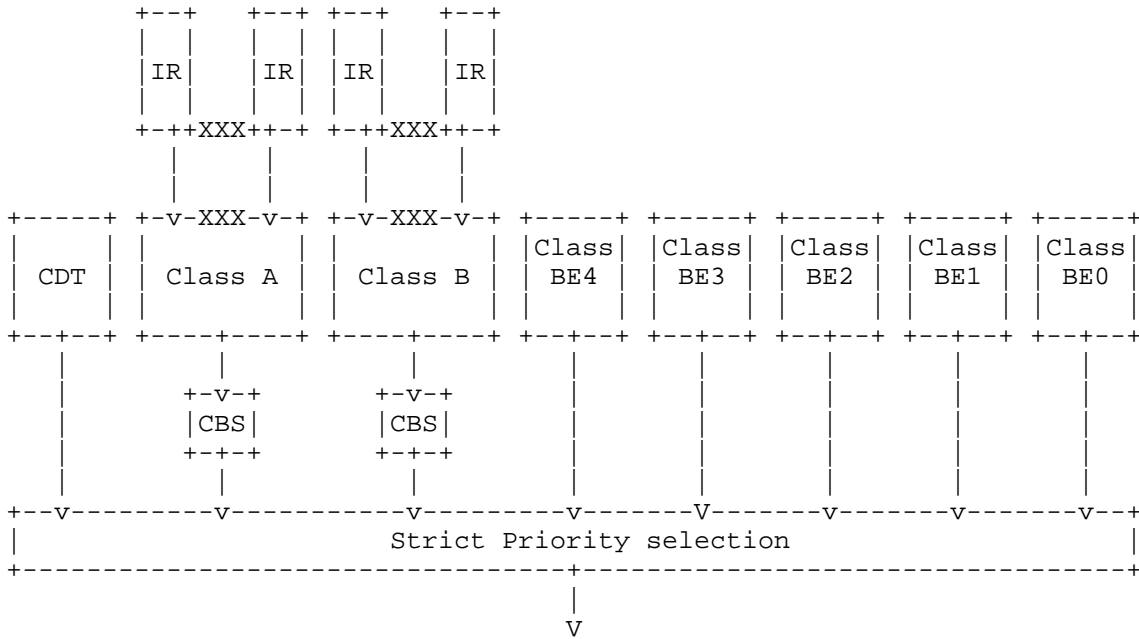 IR IR IR IR
XXX XXX
XXX XXX
Class Class Class Class Class
CDT Class A Class B BE4 BE3 BE2 BE1 BE0
CBS CBS
Strict Priority selection